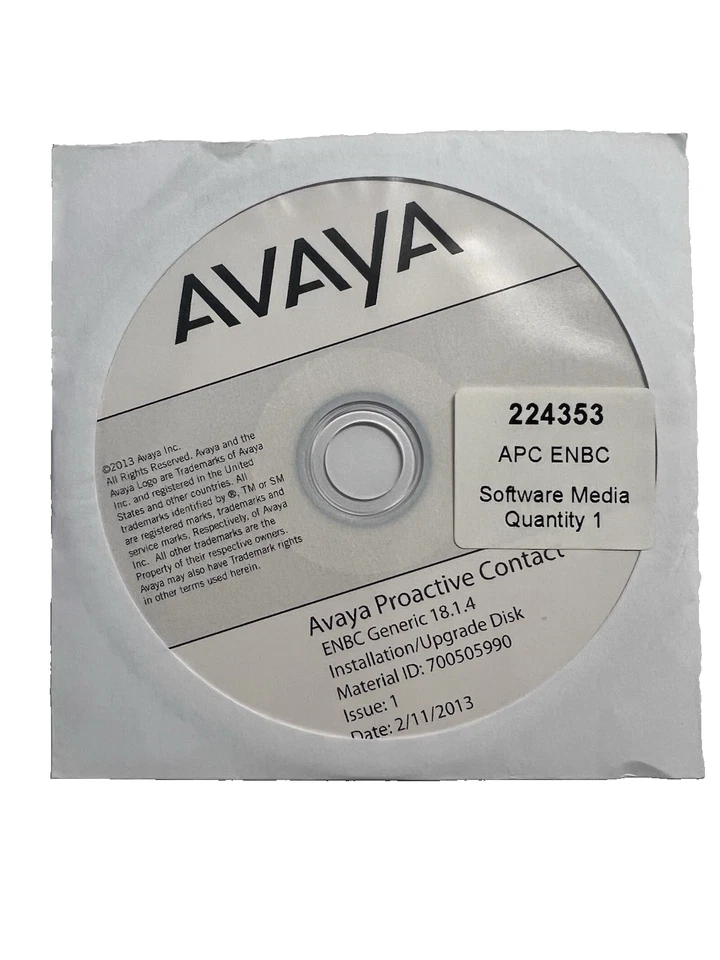 AVAYA
©2013 Avaya Inc.
All Rights Reserved. Avaya and the
Avaya Logo are Trademarks of Avaya
Inc. and registered in the United
States and other countries. All
trademarks identified by ®, TM or SM
are registered marks, trademarks and
service marks, Respectively, of Avaya
Inc. All other trademarks are the
Property of their respective owners.
Avaya may also have Trademark rights
in other terms used herein.
224353
APC ENBC
Software Media
Quantity 1
Avaya Proactive Contact
ENBC Generic 18.1.4
Installation/Upgrade Disk
Material ID: 700505990
Issue: 1
Date: 2/11/2013